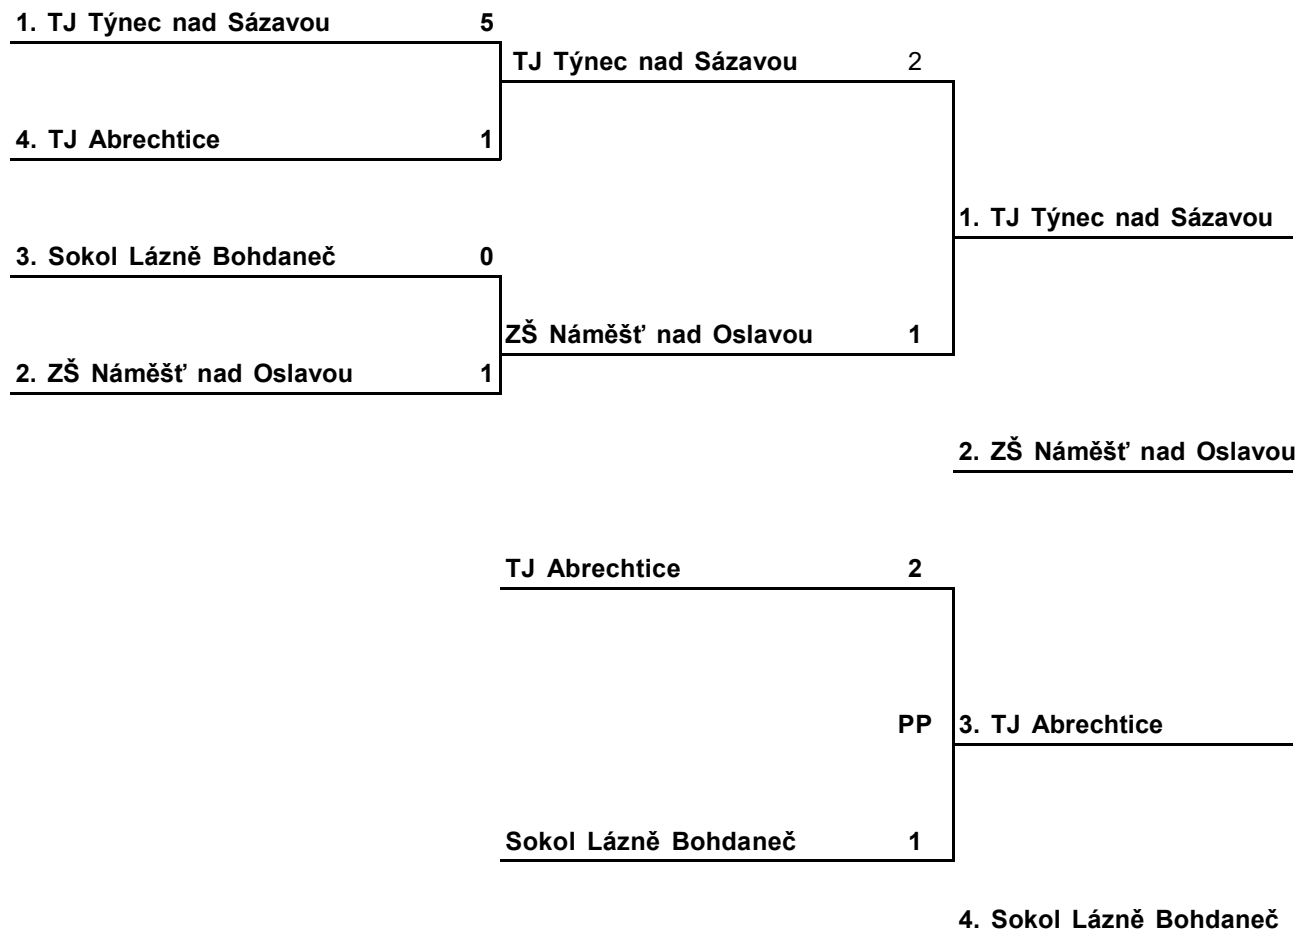 1. TJ Týnec nad Sázavou 5
TJ Týnec nad Sázavou 2
4. TJ Abrechtice 1
1. TJ Týnec nad Sázavou
3. Sokol Lázně Bohdaneč 0
ZŠ Náměšť nad Oslavou 1
2. ZŠ Náměšť nad Oslavou 1
2. ZŠ Náměšť nad Oslavou
TJ Abrechtice 2
PP 3. TJ Abrechtice
Sokol Lázně Bohdaneč 1
4. Sokol Lázně Bohdaneč